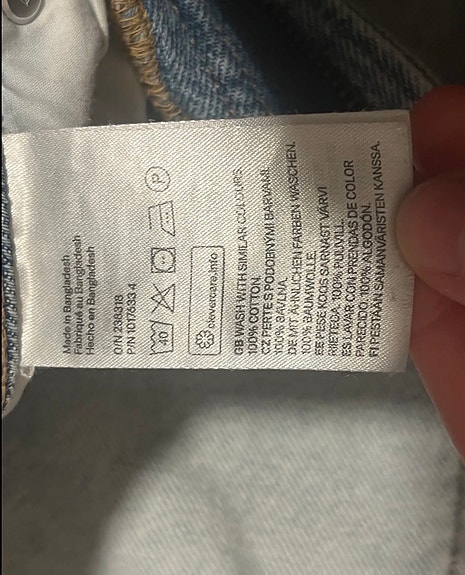 Made in Bangladesh
Fabriqué au Bangladesh
Hecho en Bangladesh
O/N 238318
P/N 1017633 4
40
P
clevercare.info
GB WASH WITH SIMILAR COLOURS.
100% COTTON.
CZ PERTE S PODOBNÝMI BARVAMI.
100% BAVLNA.
DE MIT ÄHNLICHEN FARBEN WASCHEN.
100% BAUMWOLLE.
EE PESE KOOS SARNAST VÄRVI
RIIETEGA. 100% PUUVILL.
ES LAVAR CON PRENDAS DE COLOR
PARECIDO. 100% ALGODÓN.
FI PESTÄÄN SAMANVÄRISTEN KANSSA.